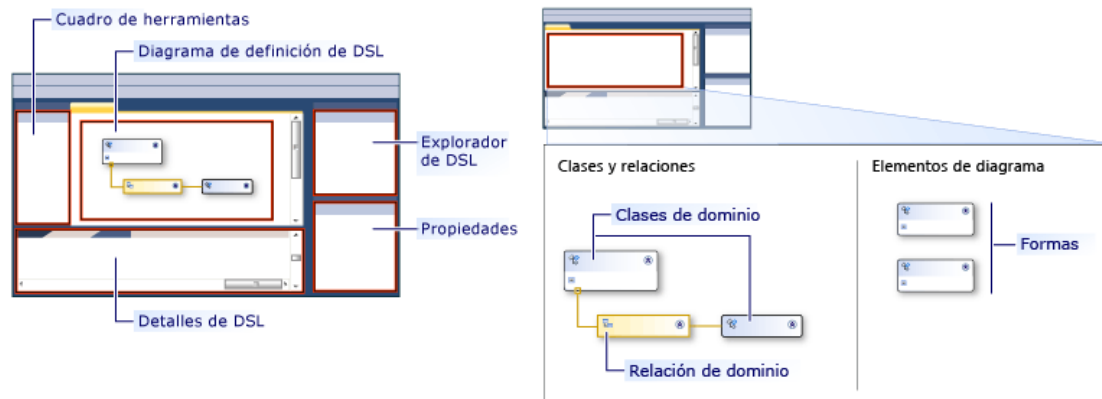 Cuadro de herramientas
Diagrama de definición de DSL
Explorador
de DSL
Propiedades
Detalles de DSL
Clases y relaciones
Elementos de diagrama
Clases de dominio
Formas
Relación de dominio